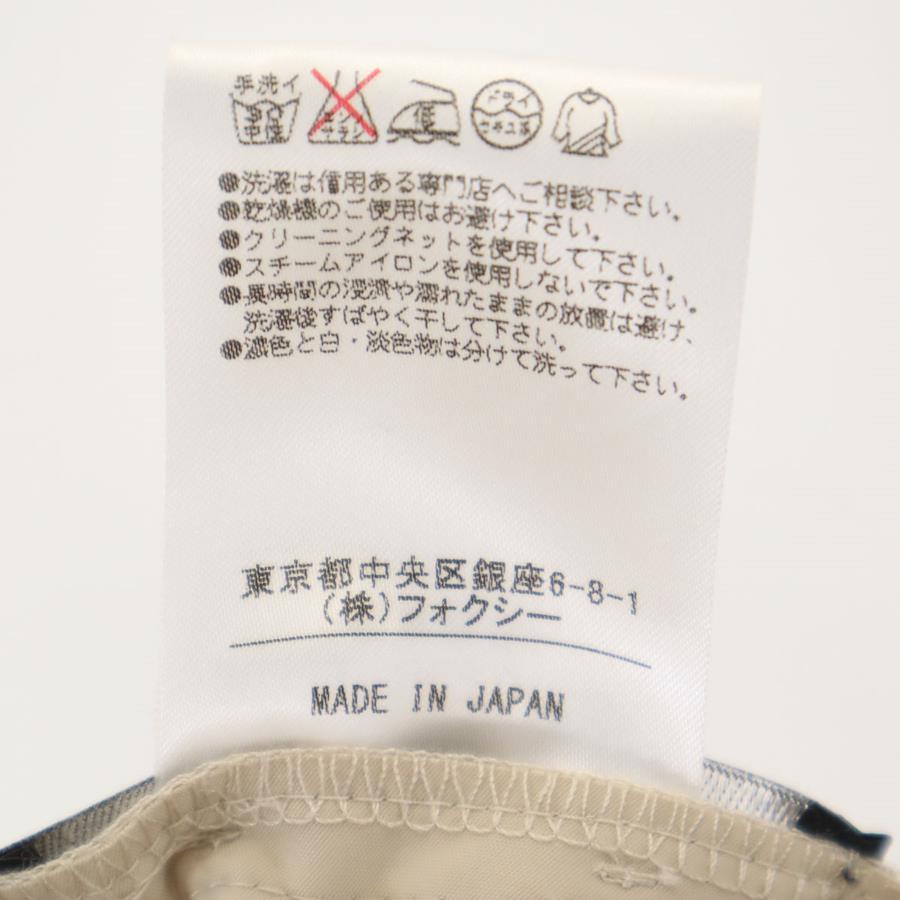 手洗イ
中性
エンソ
サラシ
低
ドライ
セキユ系
●洗濯は信用ある専門店へご相談下さい。
●乾燥機のご使用はお避け下さい。
●クリーニングネットを使用して下さい。
●スチームアイロンを使用しないで下さい。
●長時間の浸漬や濡れたままの放置は避け、
洗濯後すばやく干して下さい。
●濃色と白・淡色物は分けて洗って下さい。
東京都中央区銀座6-8-1
(株)フォクシー
MADE IN JAPAN